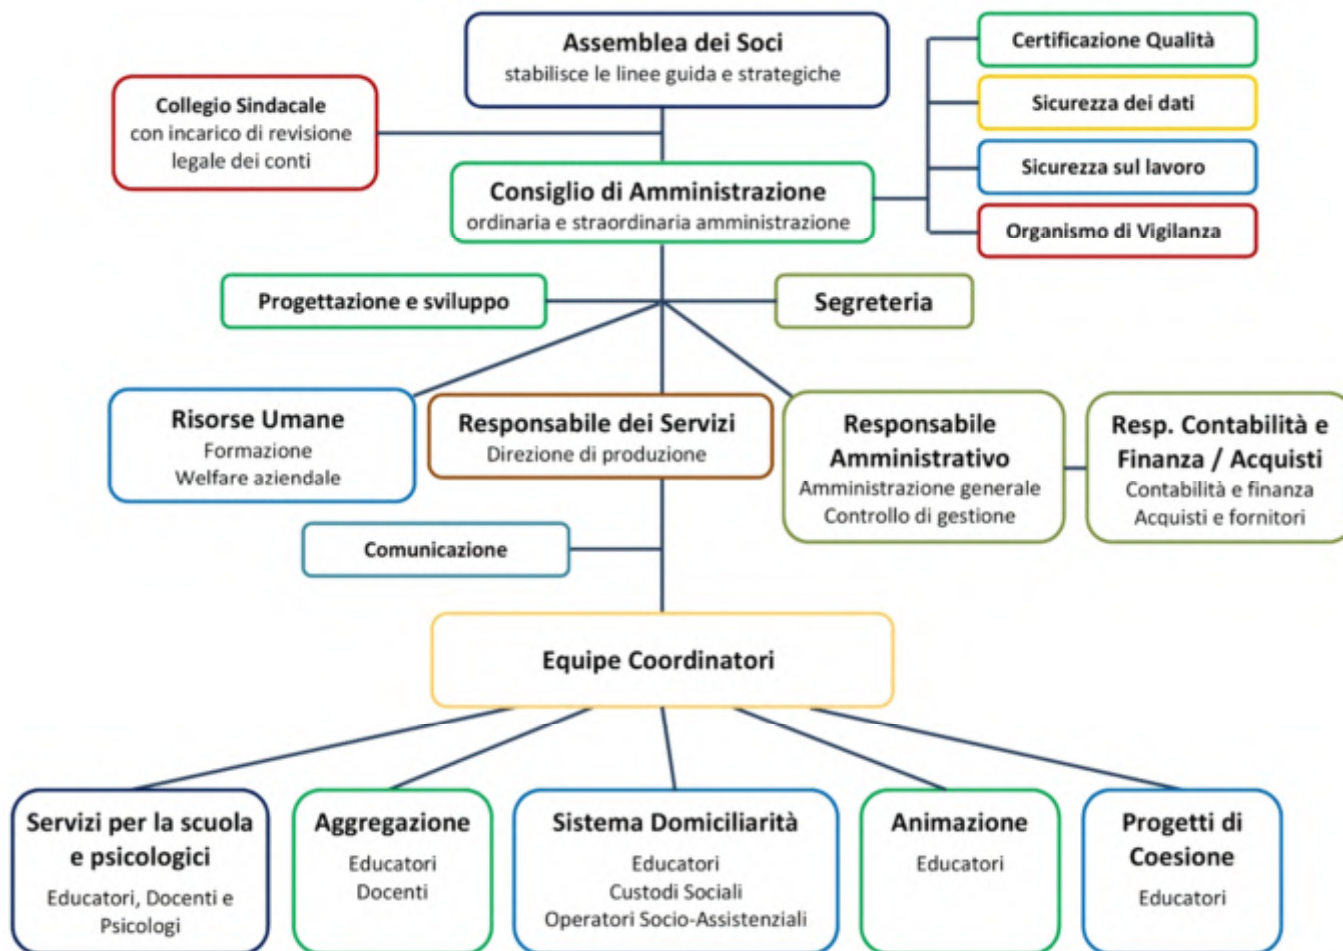 Assemblea dei Soci
stabilisce le linee guida e strategiche
Certificazione Qualità
Sicurezza dei dati
Sicurezza sul lavoro
Organismo di Vigilanza
Collegio Sindacale
con incarico di revisione
legale dei conti
Consiglio di Amministrazione
ordinaria e straordinaria amministrazione
Progettazione e sviluppo
Segreteria
Risorse Umane
Formazione
Welfare aziendale
Responsabile dei Servizi
Direzione di produzione
Responsabile
Amministrativo
Amministrazione generale
Controllo di gestione
Resp. Contabilità e
Finanza / Acquisti
Contabilità e finanza
Acquisti e fornitori
Comunicazione
Equipe Coordinatori
Servizi per la scuola
e psicologici
Educatori, Docenti e
Psicologi
Aggregazione
Educatori
Docenti
Sistema Domiciliarità
Educatori
Custodi Sociali
Operatori Socio-Assistenziali
Animazione
Educatori
Progetti di
Coesione
Educatori